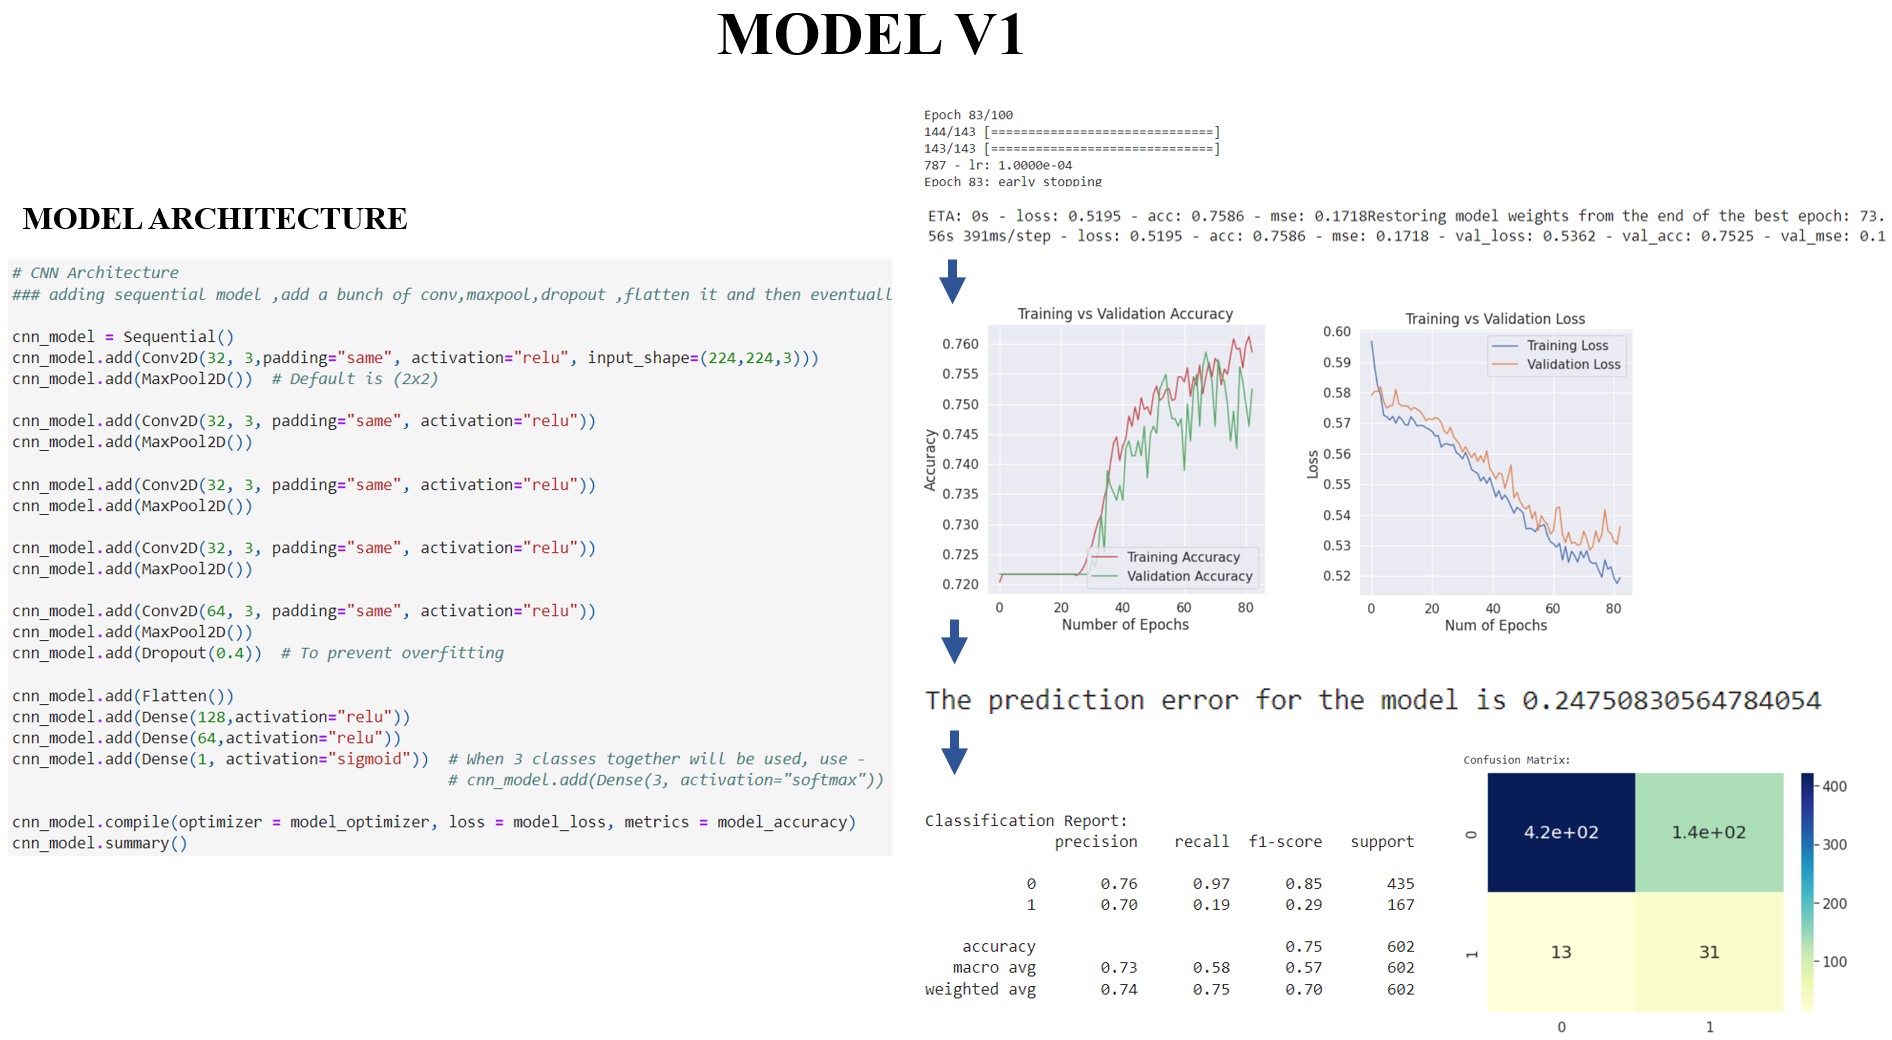 MODEL V1
MODEL ARCHITECTURE
# CNN Architecture
### adding sequential model ,add a bunch of conv,maxpool,dropout ,flatten it and then eventuall
cnn_model = Sequential()
cnn_model.add(Conv2D(32, 3,padding="same", activation="relu", input_shape=(224,224,3)))
cnn_model.add(MaxPool2D())  # Default is (2x2)
cnn_model.add(Conv2D(32, 3, padding="same", activation="relu"))
cnn_model.add(MaxPool2D())
cnn_model.add(Conv2D(32, 3, padding="same", activation="relu"))
cnn_model.add(MaxPool2D())
cnn_model.add(Conv2D(32, 3, padding="same", activation="relu"))
cnn_model.add(MaxPool2D())
cnn_model.add(Conv2D(64, 3, padding="same", activation="relu"))
cnn_model.add(MaxPool2D())
cnn_model.add(Dropout(0.4))  # To prevent overfitting
cnn_model.add(Flatten())
cnn_model.add(Dense(128,activation="relu"))
cnn_model.add(Dense(64,activation="relu"))
cnn_model.add(Dense(1, activation="sigmoid"))  # When 3 classes together will be used, use -
# cnn_model.add(Dense(3, activation="softmax"))
cnn_model.compile(optimizer = model_optimizer, loss = model_loss, metrics = model_accuracy)
cnn_model.summary()
Epoch 83/100
144/143 [==============================]
143/143 [==============================]
787 - lr: 1.0000e-04
Epoch 83: early stopping
ETA: 0s - loss: 0.5195 - acc: 0.7586 - mse: 0.1718Restoring model weights from the end of the best epoch: 73.
56s 391ms/step - loss: 0.5195 - acc: 0.7586 - mse: 0.1718 - val_loss: 0.5362 - val_acc: 0.7525 - val_mse: 0.1
Training vs Validation Accuracy
Accuracy
0.760
0.755
0.750
0.745
0.740
0.735
0.730
0.725
0.720
Training Accuracy
Validation Accuracy
0 20 40 60 80
Number of Epochs
Training vs Validation Loss
Loss
0.60
0.59
0.58
0.57
0.56
0.55
0.54
0.53
0.52
Training Loss
Validation Loss
0 20 40 60 80
Num of Epochs
The prediction error for the model is 0.24750830564784054
Classification Report:
precision recall f1-score support
0 0.76 0.97 0.85 435
1 0.70 0.19 0.29 167
accuracy 0.75 602
macro avg 0.73 0.58 0.57 602
weighted avg 0.74 0.75 0.70 602
Confusion Matrix:
0 4.2e+02 1.4e+02
1 13 31
0 1
400
300
200
100